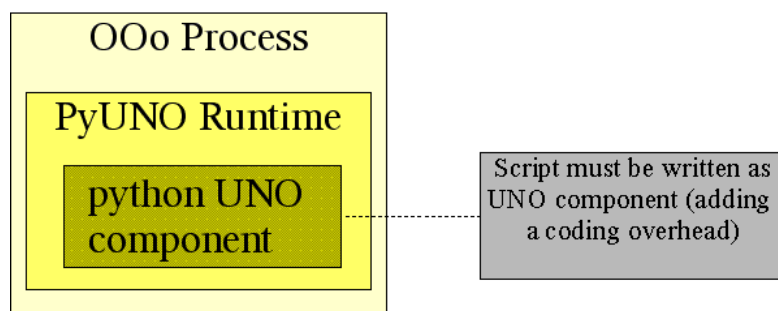 OOo Process
PyUNO Runtime
python UNO
component
Script must be written as
UNO component (adding
a coding overhead)